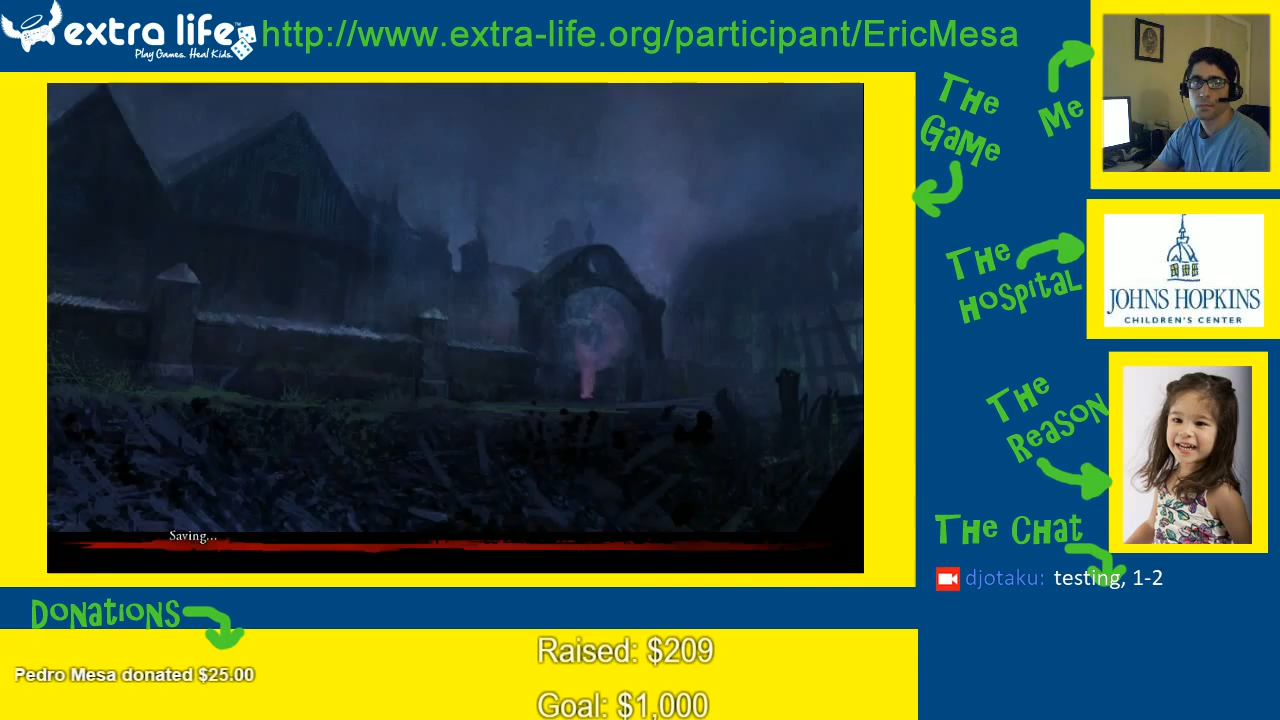 extra life
Play Games. Heal Kids.
http://www.extra-life.org/participant/EricMesa
THE
GAME
ME
THE
HOSPITAL
JOHNS HOPKINS
CHILDREN'S CENTER
THE
REASON
THE CHAT
djotaku: testing, 1-2
Saving...
DONATIONS
Pedro Mesa donated $25.00
Raised: $209
Goal: $1,000